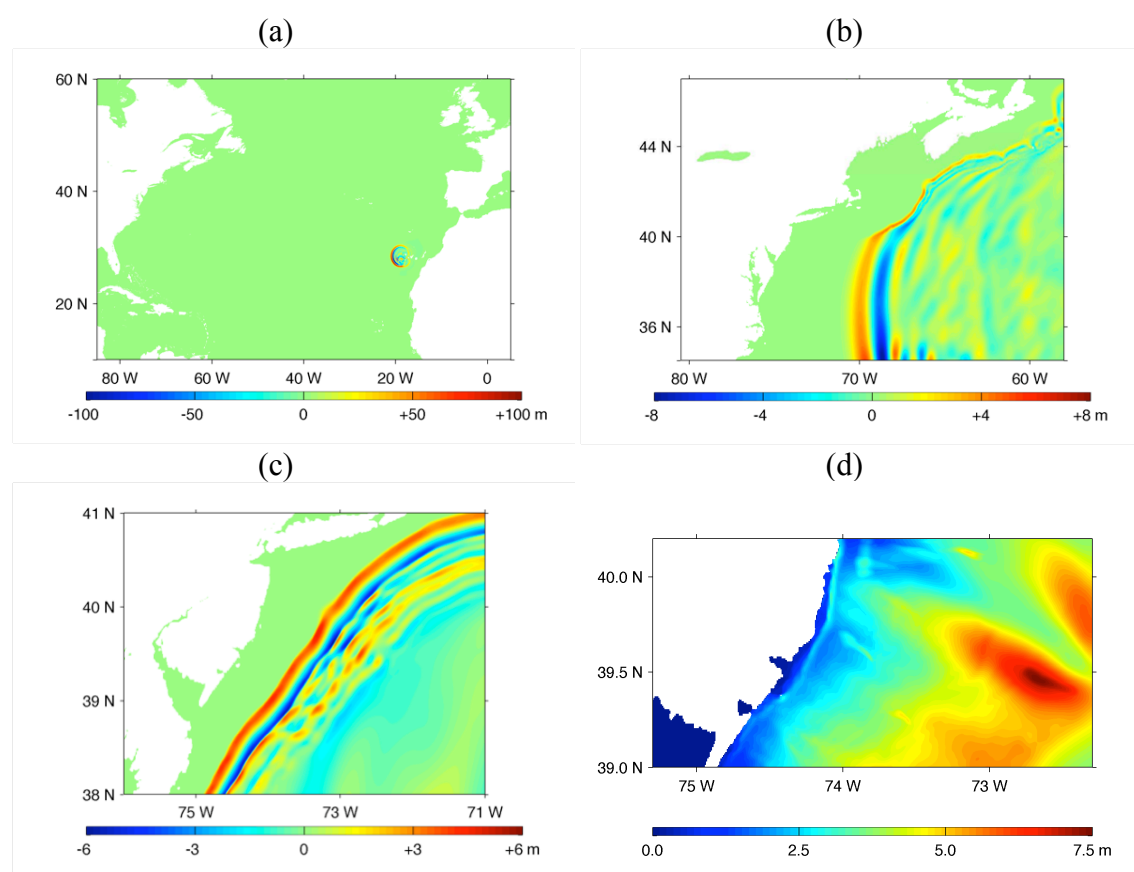 (a)
(b)
60 N
40 N
20 N
80 W 60 W 40 W 20 W 0
-100 -50 0 +50 +100 m
44 N
40 N
36 N
80 W 70 W 60 W
-8 -4 0 +4 +8 m
(c)
(d)
41 N
40 N
39 N
38 N
75 W 73 W 71 W
-6 -3 0 +3 +6 m
40.0 N
39.5 N
39.0 N
75 W 74 W 73 W
0.0 2.5 5.0 7.5 m